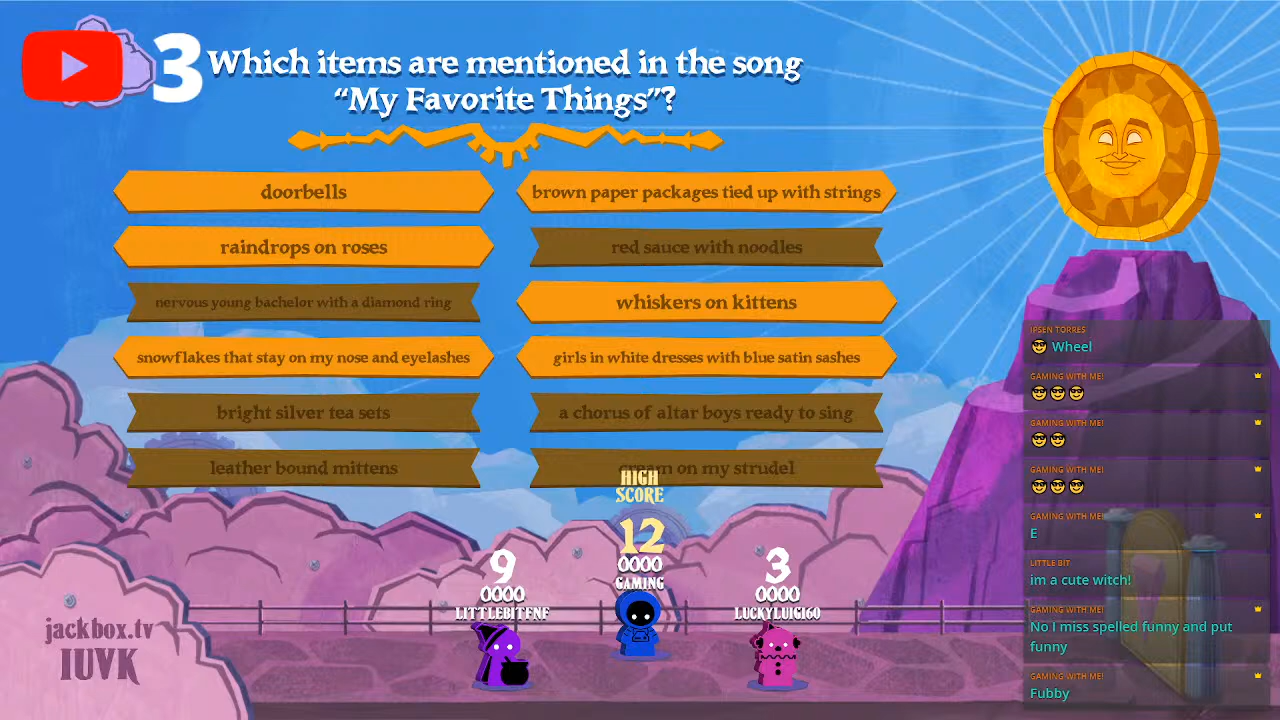 3
Which items are mentioned in the song
“My Favorite Things”?
doorbells
brown paper packages tied up with strings
raindrops on roses
red sauce with noodles
nervous young bachelor with a diamond ring
whiskers on kittens
snowflakes that stay on my nose and eyelashes
girls in white dresses with blue satin sashes
bright silver tea sets
a chorus of altar boys ready to sing
leather bound mittens
cream on my strudel
HIGH
SCORE
12
0000
GAMING
9
0000
LITTLEBITFNF
3
0000
LUCKYLUIGI60
jackbox.tv
IUVK
IPSEN TORRES
Wheel
GAMING WITH ME!
GAMING WITH ME!
GAMING WITH ME!
GAMING WITH ME!
E
LITTLE BIT
im a cute witch!
GAMING WITH ME!
No I miss spelled funny and put
funny
GAMING WITH ME!
Fubby